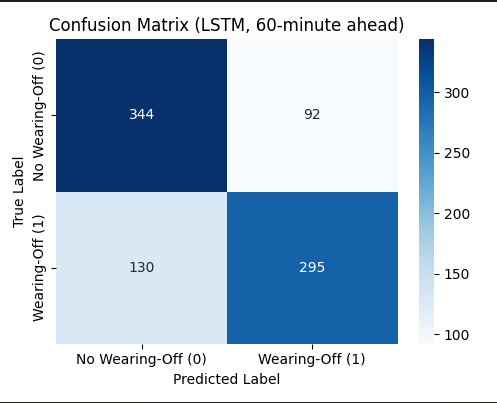 Confusion Matrix (LSTM, 60-minute ahead)
True Label
No Wearing-Off (0)
Wearing-Off (1)
344 92
130 295
No Wearing-Off (0) Wearing-Off (1)
Predicted Label
300
250
200
150
100